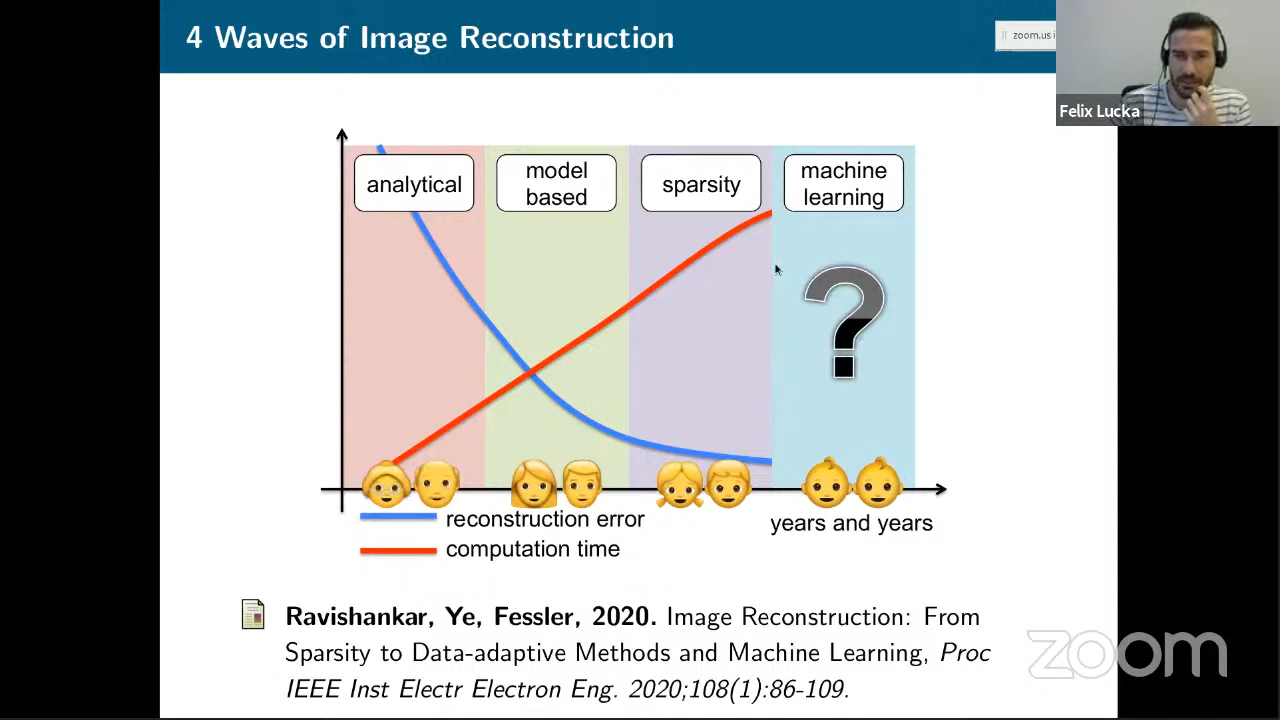 4 Waves of Image Reconstruction
zoom.us i
Felix Lucka
analytical
model
based
sparsity
machine
learning
?
years and years
reconstruction error
computation time
Ravishankar, Ye, Fessler, 2020. Image Reconstruction: From
Sparsity to Data-adaptive Methods and Machine Learning, Proc
IEEE Inst Electr Electron Eng. 2020;108(1):86-109.
zoom